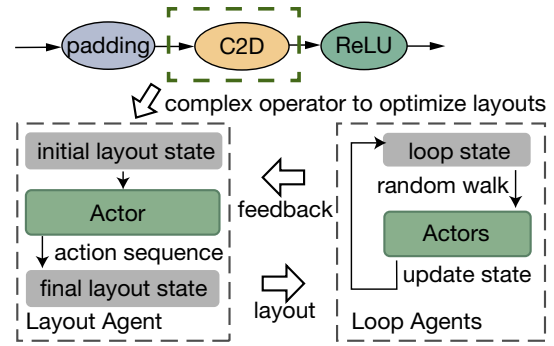 padding
C2D
ReLU
complex operator to optimize layouts
initial layout state
Actor
action sequence
final layout state
Layout Agent
feedback
layout
loop state
random walk
Actors
update state
Loop Agents